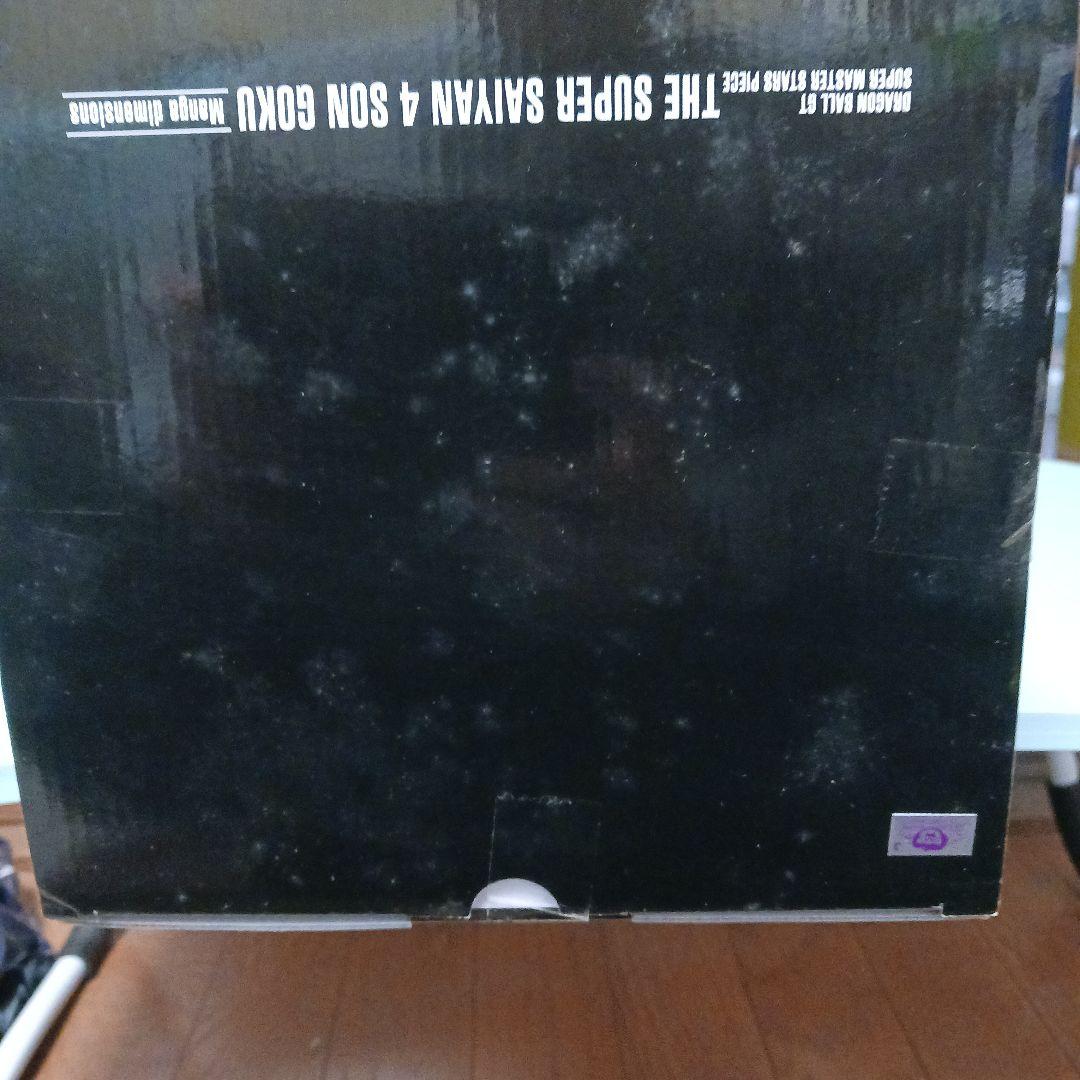 DRAGON BALL GT
SUPER MASTER STARS PIECE
THE SUPER SAIYAN 4 SON GOKU
Manga dimensions